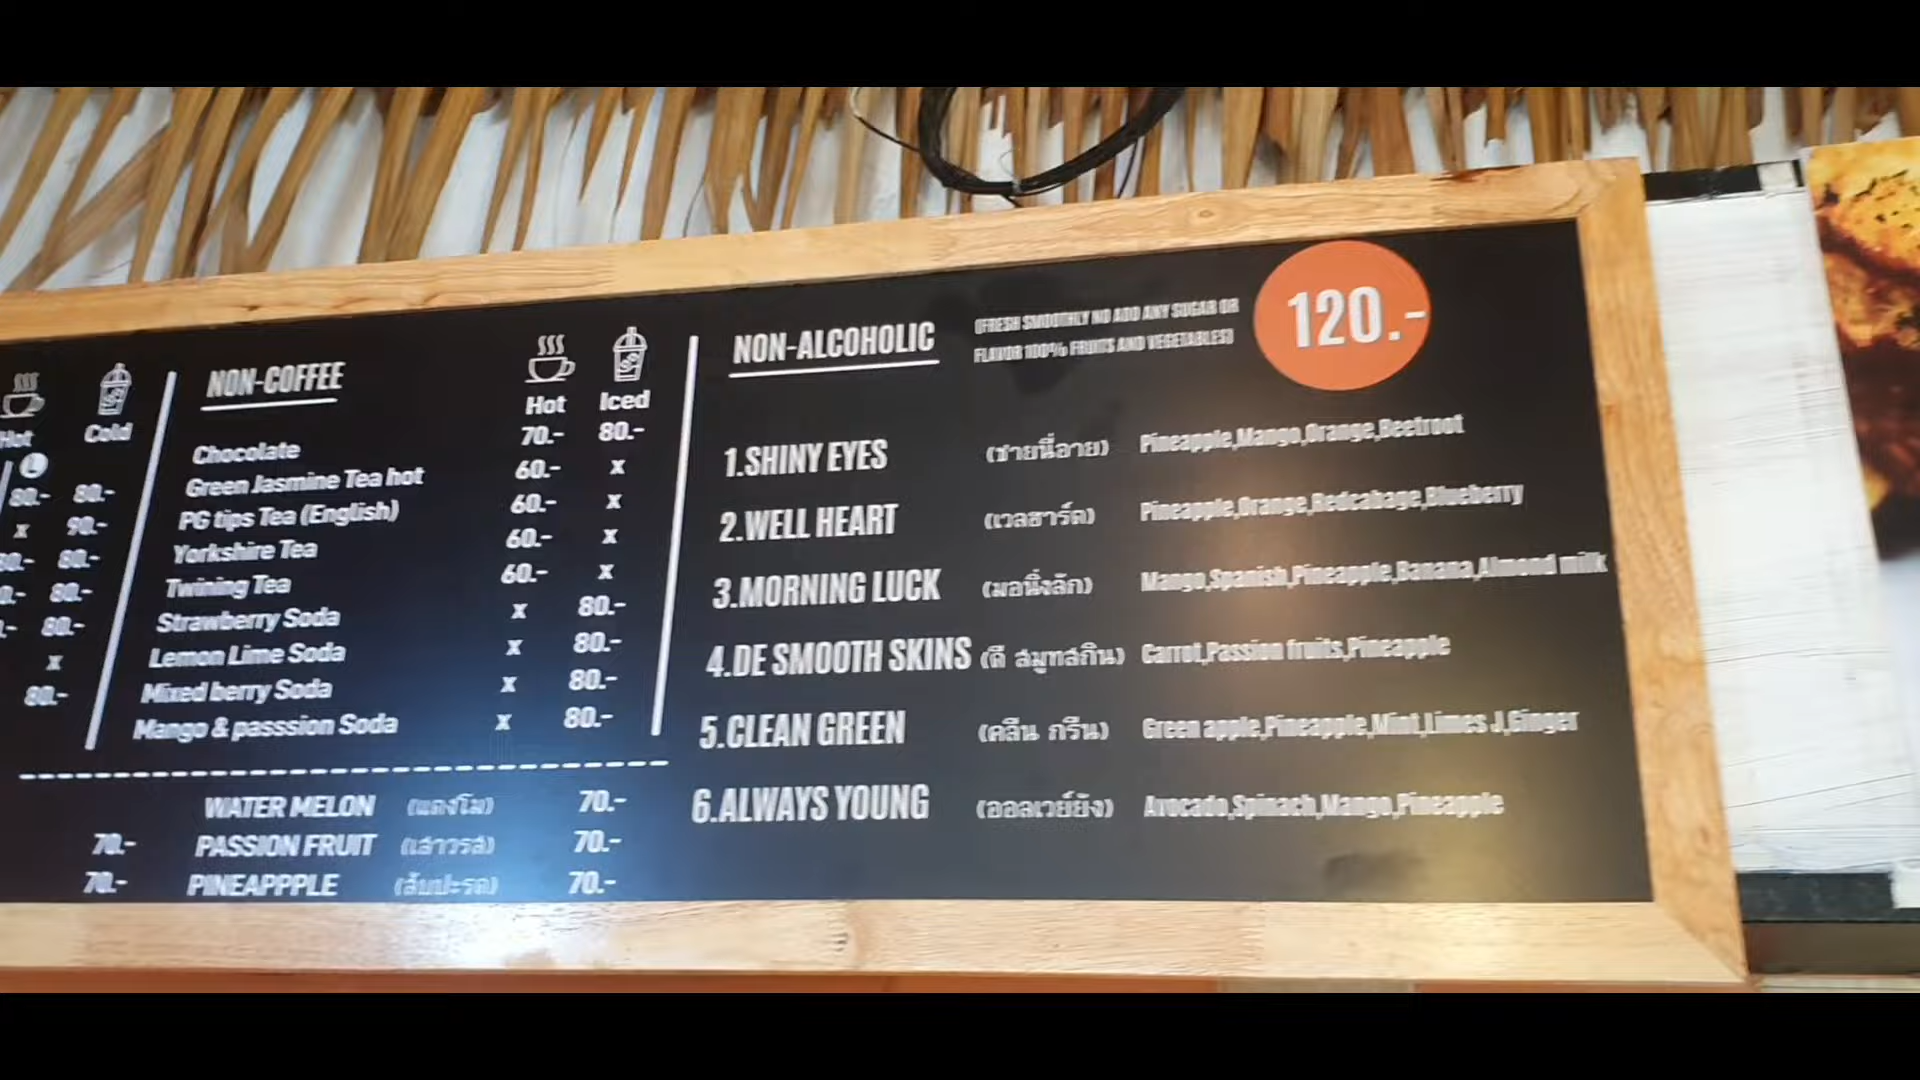 Hot Cold
L
80.- 80.-
x 90.-
80.- 80.-
80.-
80.-
x
80.-
NON-COFFEE
Hot Iced
Chocolate 70.- 80.-
Green Jasmine Tea hot 60.- x
PG tips Tea (English) 60.- x
Yorkshire Tea 60.- x
Twining Tea 60.- x
Strawberry Soda x 80.-
Lemon Lime Soda x 80.-
Mixed berry Soda x 80.-
Mango & passsion Soda x 80.-
WATER MELON (แตงโม) 70.-
70.- PASSION FRUIT (เสาวรส) 70.-
70.- PINEAPPPLE (สับปะรด) 70.-
NON-ALCOHOLIC
(FRESH SMOOTHLY NO ADD ANY SUGAR OR
FLAVOR 100% FRUITS AND VEGETABLES)
120.-
1.SHINY EYES (ชายนี่อาย) Pineapple,Mango,Orange,Beetroot
2.WELL HEART (เวลฮาร์ด) Pineapple,Orange,Redcabage,Blueberry
3.MORNING LUCK (มอนิ่งลัก) Mango,Spanish,Pineapple,Banana,Almond milk
4.DE SMOOTH SKINS (ดี สมูทสกิน) Carrot,Passion fruits,Pineapple
5.CLEAN GREEN (คลีน กรีน) Green apple,Pineapple,Mint,Limes J,Ginger
6.ALWAYS YOUNG (ออลเวย์ยัง) Avocado,Spinach,Mango,Pineapple